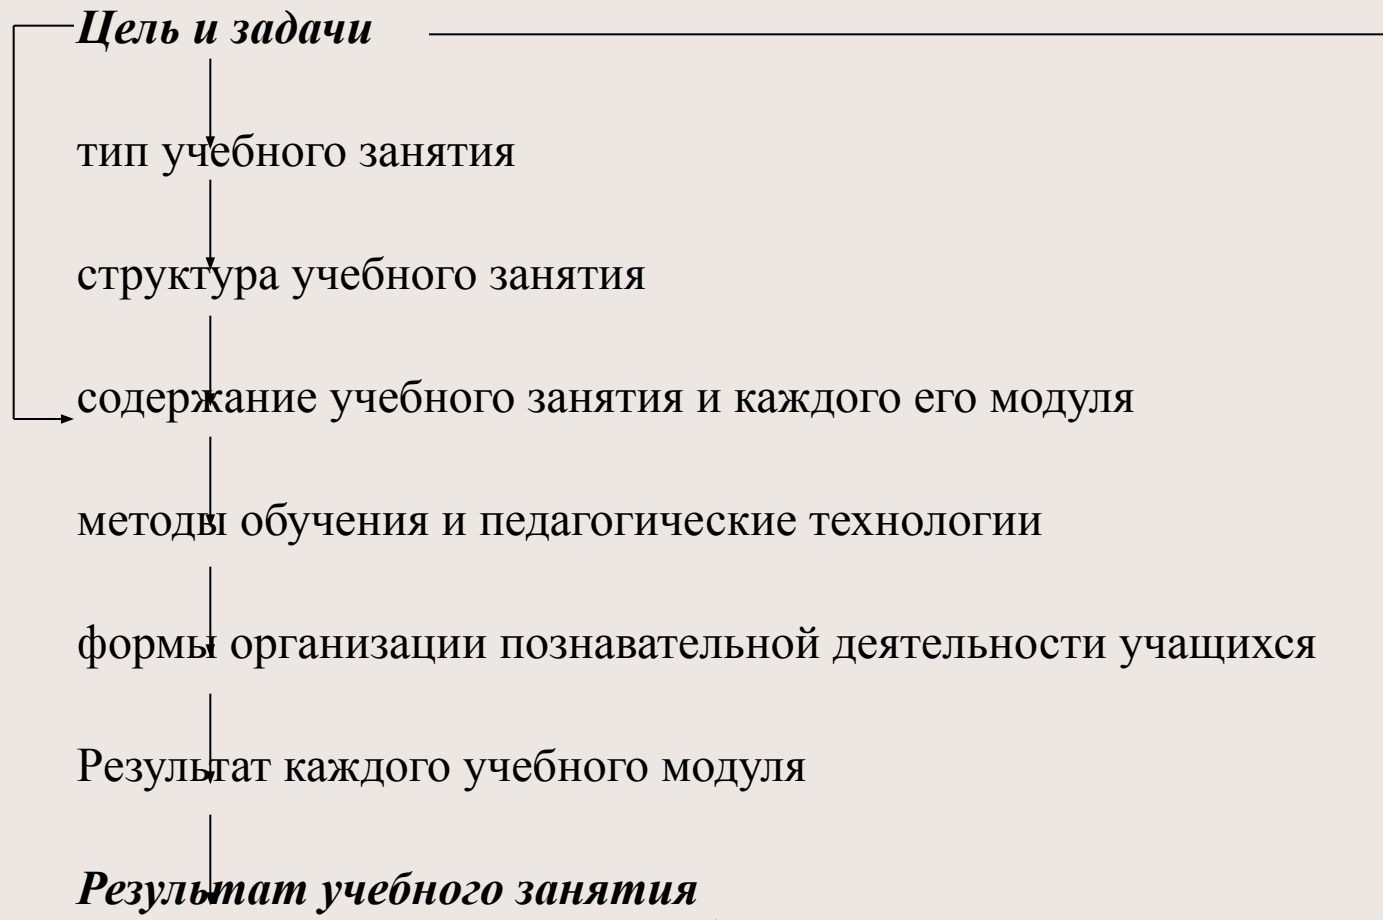 Цель и задачи
тип учебного занятия
структура учебного занятия
содержание учебного занятия и каждого его модуля
методы обучения и педагогические технологии
формы организации познавательной деятельности учащихся
Результат каждого учебного модуля
Результат учебного занятия